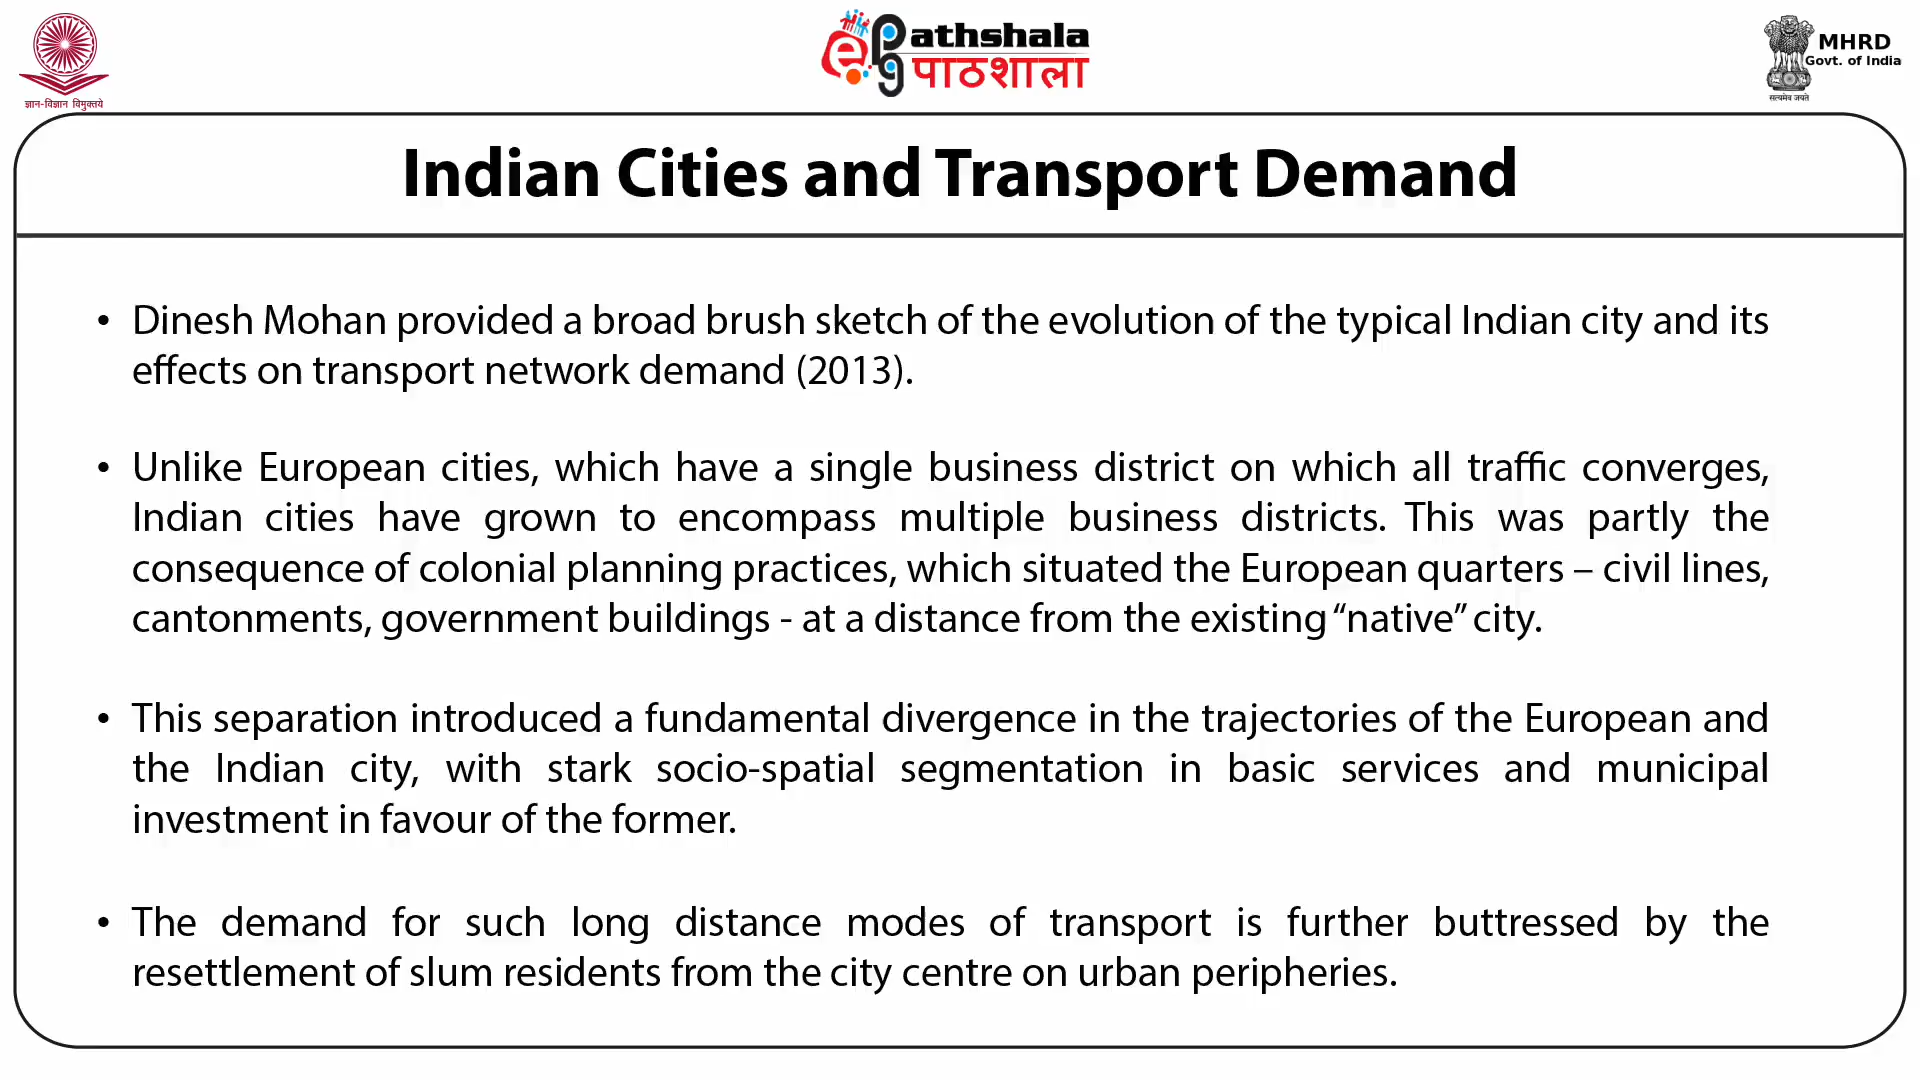 ज्ञान-विज्ञान विमुक्तये
ePathshala
पाठशाला
MHRD
Govt. of India
सत्यमेव जयते
Indian Cities and Transport Demand
• Dinesh Mohan provided a broad brush sketch of the evolution of the typical Indian city and its
effects on transport network demand (2013).
• Unlike European cities, which have a single business district on which all traffic converges,
Indian cities have grown to encompass multiple business districts. This was partly the
consequence of colonial planning practices, which situated the European quarters – civil lines,
cantonments, government buildings - at a distance from the existing “native” city.
• This separation introduced a fundamental divergence in the trajectories of the European and
the Indian city, with stark socio-spatial segmentation in basic services and municipal
investment in favour of the former.
• The demand for such long distance modes of transport is further buttressed by the
resettlement of slum residents from the city centre on urban peripheries.